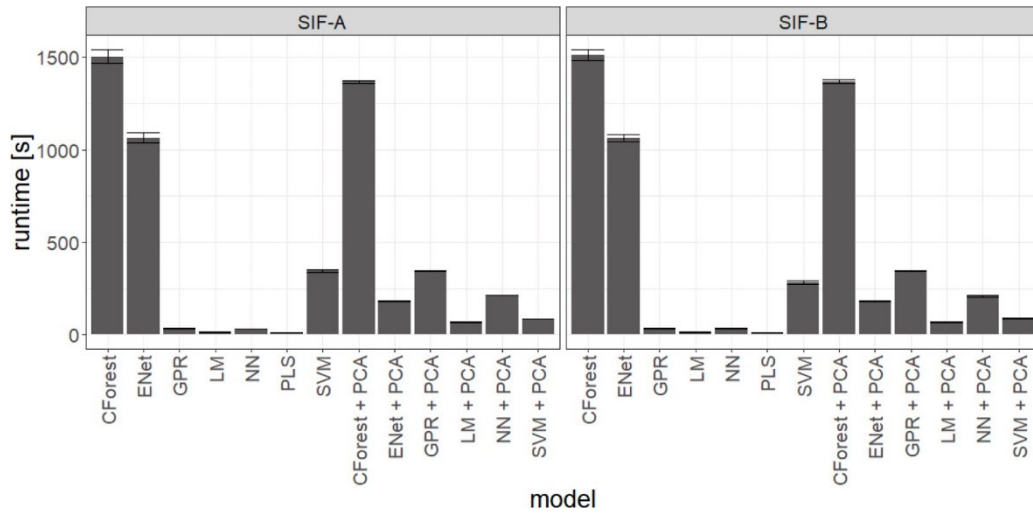 SIF-A
SIF-B
runtime [s]
1500
1000
500
0
CForest
ENet
GPR
LM
NN
PLS
SVM
CForest + PCA
ENet + PCA
GPR + PCA
LM + PCA
NN + PCA
SVM + PCA
CForest
ENet
GPR
LM
NN
PLS
SVM
CForest + PCA
ENet + PCA
GPR + PCA
LM + PCA
NN + PCA
SVM + PCA
model